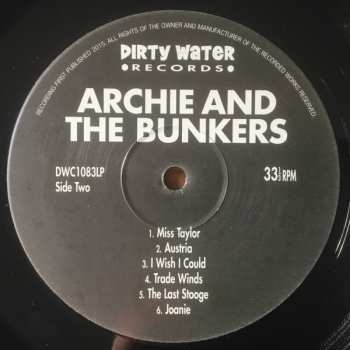 RECORDING FIRST PUBLISHED 2015. ALL RIGHTS OF THE OWNER AND MANUFACTURER OF THE RECORDED WORKS RESERVED.
DIRTY WATER
RECORDS
ARCHIE AND
THE BUNKERS
DWC1083LP
Side Two
33⅓ RPM
1. Miss Taylor
2. Austria
3. I Wish I Could
4. Trade Winds
5. The Last Stooge
6. Joanie